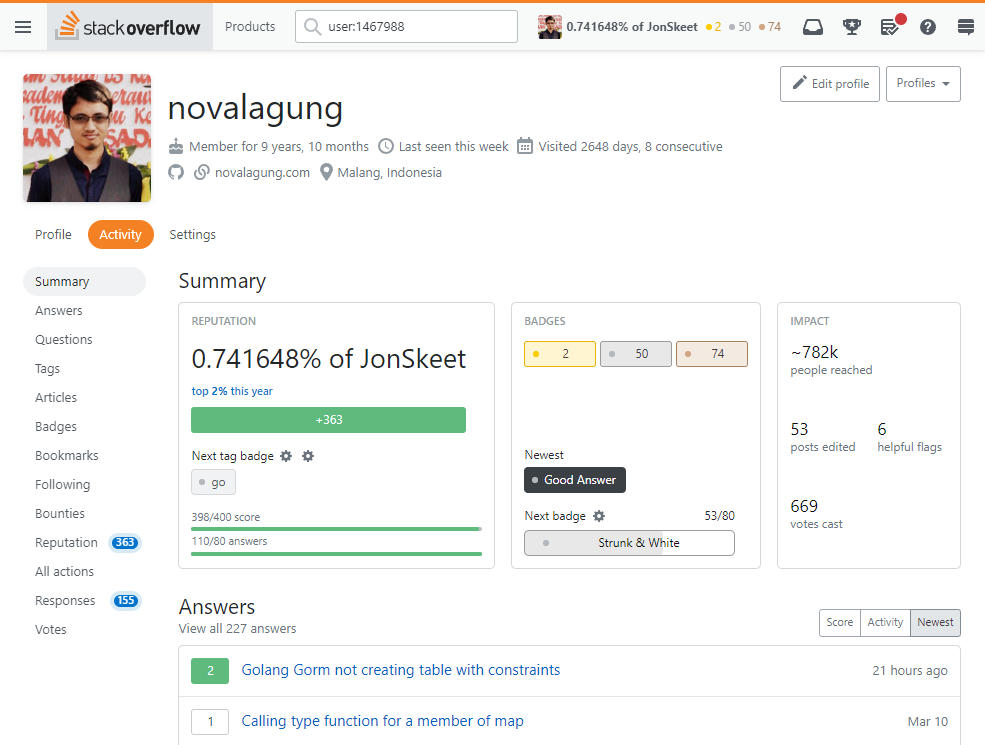 stackoverflow
Products
user:1467988
0.741648% of JonSkeet 2 50 74
Edit profile
Profiles
novalagung
Member for 9 years, 10 months Last seen this week Visited 2648 days, 8 consecutive
novalagung.com Malang, Indonesia
Profile Activity Settings
Summary
Answers
Questions
Tags
Articles
Badges
Bookmarks
Following
Bounties
Reputation 363
All actions
Responses 155
Votes
Summary
REPUTATION
0.741648% of JonSkeet
top 2% this year
+363
Next tag badge
go
398/400 score
110/80 answers
BADGES
2 50 74
Newest
Good Answer
Next badge 53/80
Strunk & White
IMPACT
~782k
people reached
53
posts edited
6
helpful flags
669
votes cast
Answers
View all 227 answers
Score Activity Newest
2 Golang Gorm not creating table with constraints 21 hours ago
1 Calling type function for a member of map Mar 10